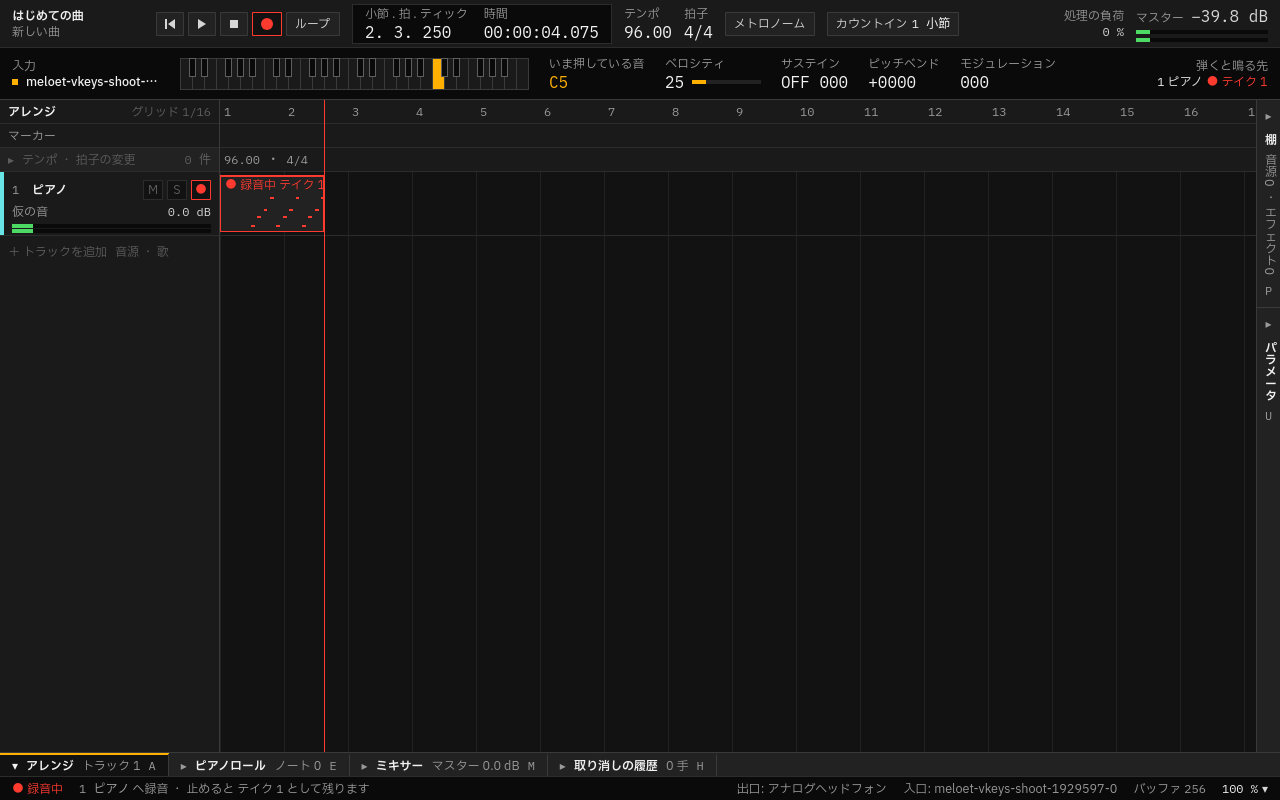 はじめての曲
新しい曲
ループ
小節 . 拍 . ティック
2. 3. 250
時間
00:00:04.075
テンポ
96.00
拍子
4/4
メトロノーム
カウントイン 1 小節
処理の負荷
0 %
マスター −39.8 dB
入力
meloet-vkeys-shoot-…
いま押している音
C5
ベロシティ
25
サステイン
OFF 000
ピッチベンド
+0000
モジュレーション
000
弾くと鳴る先
1 ピアノ テイク 1
アレンジ グリッド 1/16
1 2 3 4 5 6 7 8 9 10 11 12 13 14 15 16 1
マーカー
テンポ · 拍子の変更 0 件
96.00 · 4/4
1 ピアノ M S
仮の音 0.0 dB
録音中 テイク 1
＋ トラックを追加 音源 · 歌
棚 音源 0 · エフェクト 0 P
パラメータ U
アレンジ トラック 1 A
ピアノロール ノート 0 E
ミキサー マスター 0.0 dB M
取り消しの履歴 0 手 H
録音中 1 ピアノ へ録音 · 止めると テイク 1 として残ります
出口: アナログヘッドフォン
入口: meloet-vkeys-shoot-1929597-0
バッファ 256
100 %